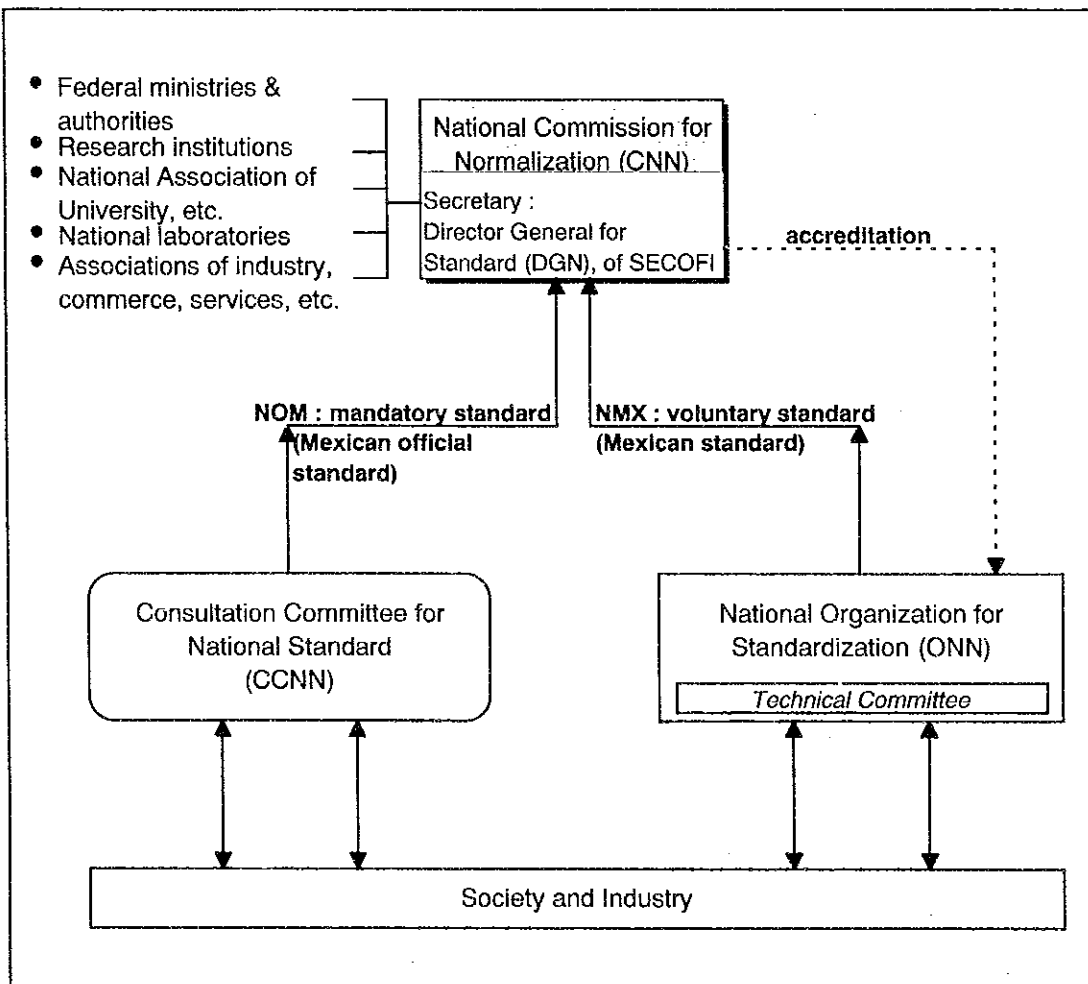 • Federal ministries &
authorities
• Research institutions
• National Association of
University, etc.
• National laboratories
• Associations of industry,
commerce, services, etc.
National Commission for
Normalization (CNN)
Secretary :
Director General for
Standard (DGN), of SECOFI
accreditation
NOM : mandatory standard
(Mexican official
standard)
NMX : voluntary standard
(Mexican standard)
Consultation Committee for
National Standard
(CCNN)
National Organization for
Standardization (ONN)
Technical Committee
Society and Industry